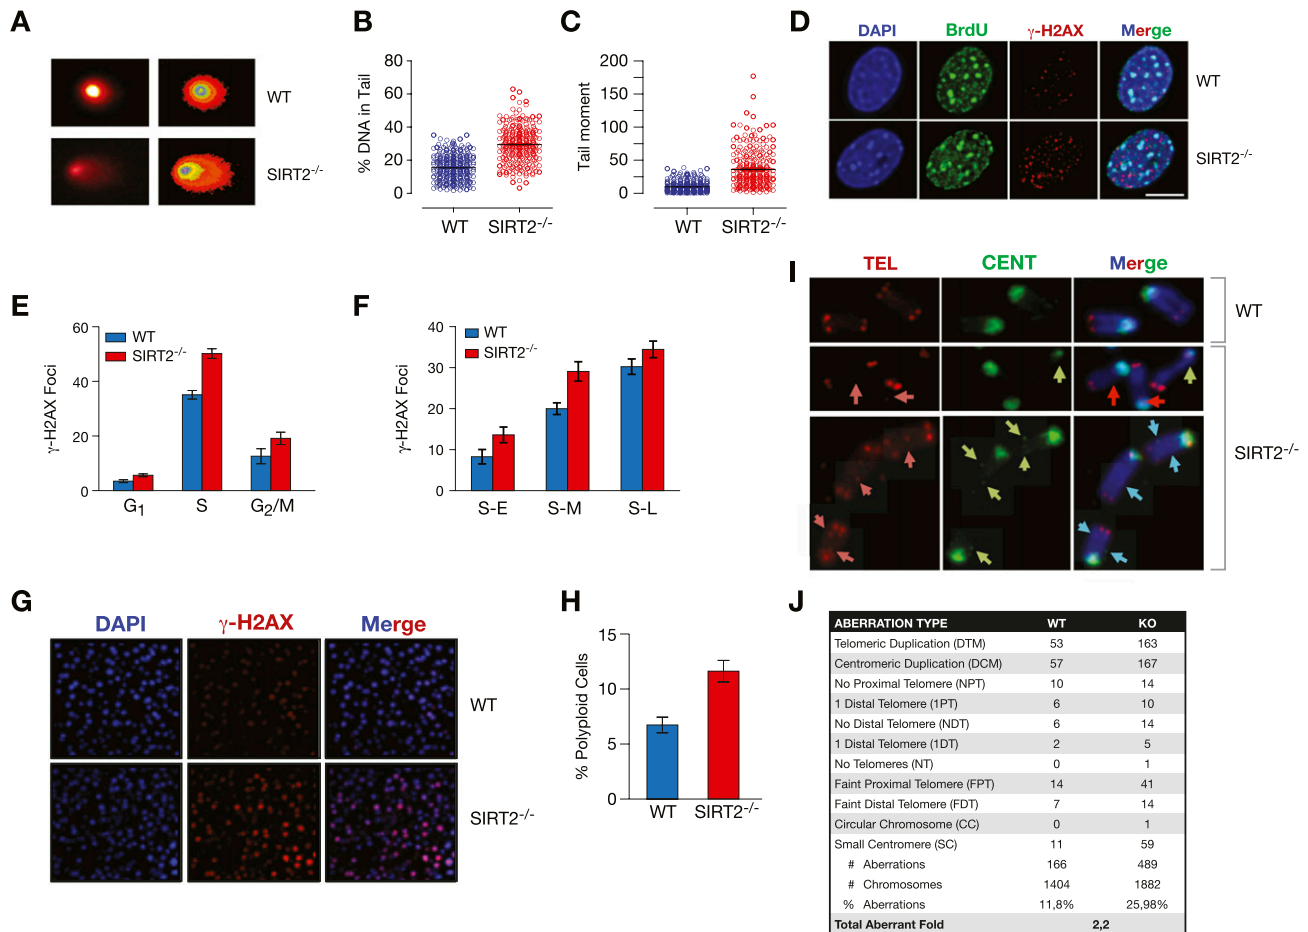 A
WT
SIRT2-/-
B
% DNA in Tail
80
60
40
20
0
WT
SIRT2-/-
C
Tail moment
200
150
100
50
0
WT
SIRT2-/-
D
DAPI
BrdU
γ-H2AX
Merge
WT
SIRT2-/-
E
γ-H2AX Foci
60
40
20
0
WT
SIRT2-/-
G1
S
G2/M
F
γ-H2AX Foci
40
30
20
10
0
WT
SIRT2-/-
S-E
S-M
S-L
I
TEL
CENT
Merge
WT
SIRT2-/-
G
DAPI
γ-H2AX
Merge
WT
SIRT2-/-
H
% Polyploid Cells
15
10
5
0
WT
SIRT2-/-
J
ABERRATION TYPE WT KO
Telomeric Duplication (DTM) 53 163
Centromeric Duplication (DCM) 57 167
No Proximal Telomere (NPT) 10 14
1 Distal Telomere (1PT) 6 10
No Distal Telomere (NDT) 6 14
1 Distal Telomere (1DT) 2 5
No Telomeres (NT) 0 1
Faint Proximal Telomere (FPT) 14 41
Faint Distal Telomere (FDT) 7 14
Circular Chromosome (CC) 0 1
Small Centromere (SC) 11 59
# Aberrations 166 489
# Chromosomes 1404 1882
% Aberrations 11,8% 25,98%
Total Aberrant Fold 2,2